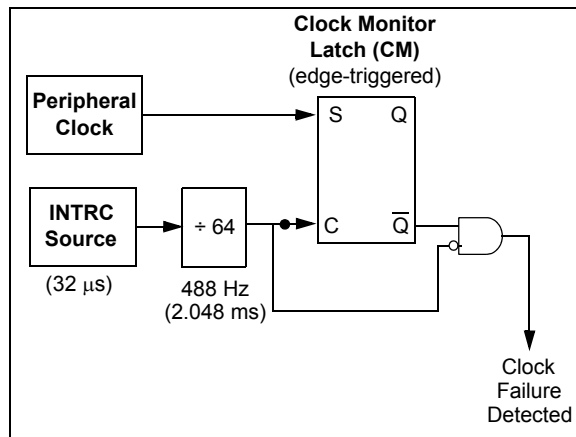 Clock Monitor
Latch (CM)
(edge-triggered)
Peripheral
Clock
S Q
INTRC
Source
÷ 64
C Q̅
(32 μs)
488 Hz
(2.048 ms)
Clock
Failure
Detected